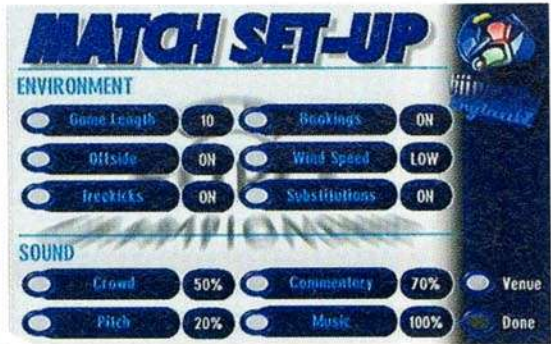 MATCH SET-UP
ENVIRONMENT
Game Length 10 Bookings ON
Offside ON Wind Speed LOW
Freekicks ON Substitutions ON
SOUND
Crowd 50% Commentary 70% Venue
Pitch 20% Music 100% Done